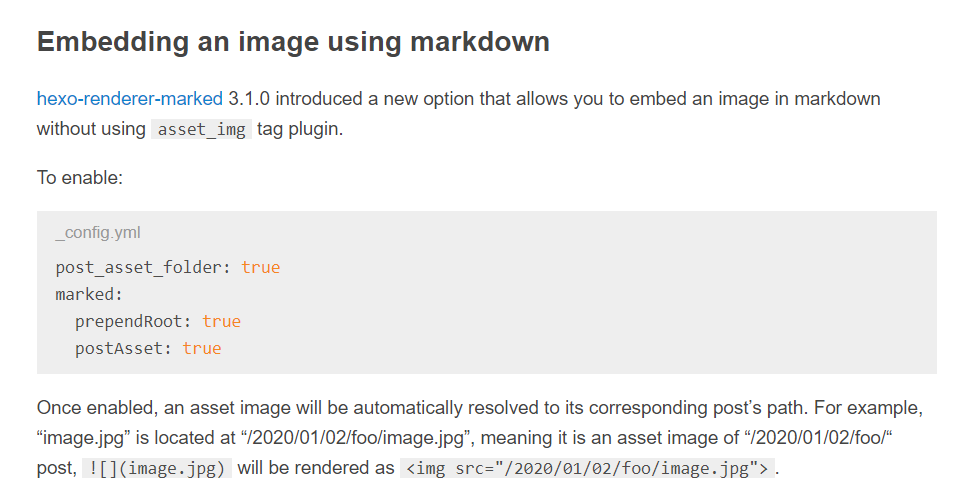 Embedding an image using markdown
hexo-renderer-marked 3.1.0 introduced a new option that allows you to embed an image in markdown
without using asset_img tag plugin.
To enable:
_config.yml
post_asset_folder: true
marked:
  prependRoot: true
  postAsset: true
Once enabled, an asset image will be automatically resolved to its corresponding post’s path. For example,
“image.jpg” is located at “/2020/01/02/foo/image.jpg”, meaning it is an asset image of “/2020/01/02/foo/“
post, ![](image.jpg) will be rendered as <img src="/2020/01/02/foo/image.jpg">.